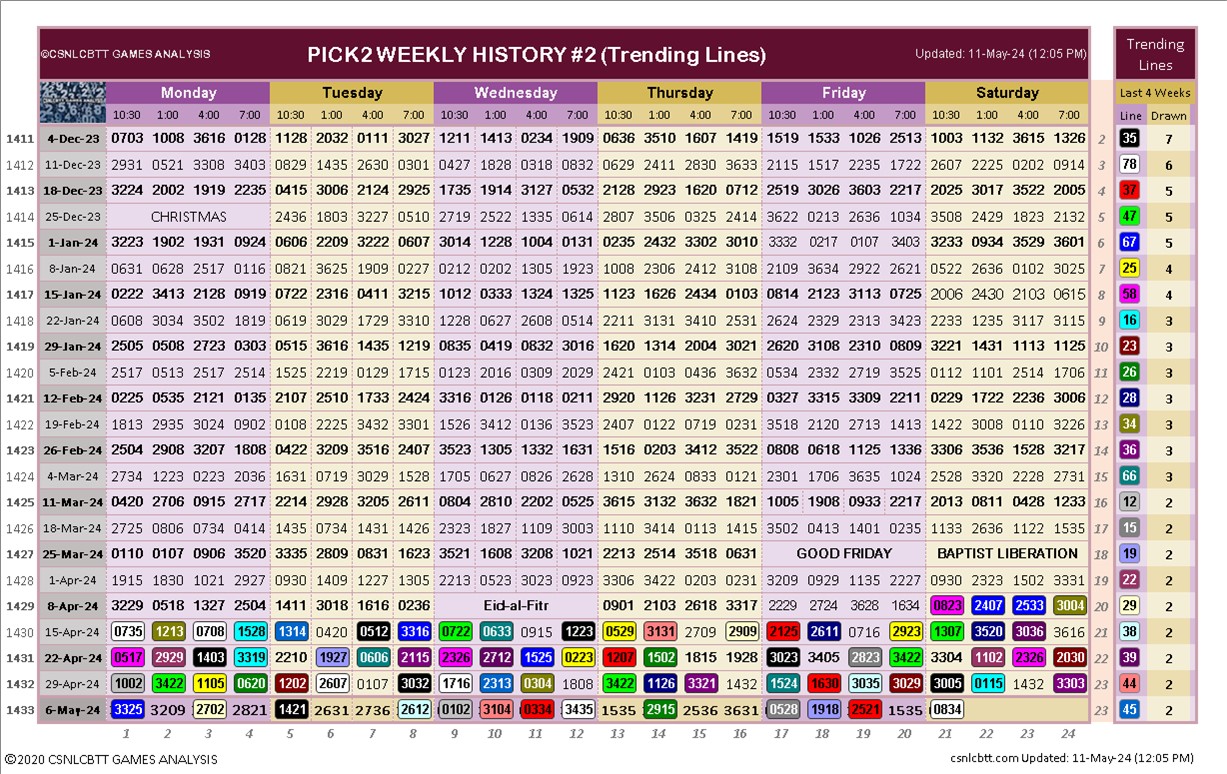 ©CSNLCBTT GAMES ANALYSIS PICK2 WEEKLY HISTORY #2 (Trending Lines) Updated: 11-May-24 (12:05 PM) Trending Lines
Monday Tuesday Wednesday Thursday Friday Saturday Last 4 Weeks
10:30 1:00 4:00 7:00 10:30 1:00 4:00 7:00 10:30 1:00 4:00 7:00 10:30 1:00 4:00 7:00 10:30 1:00 4:00 7:00 10:30 1:00 4:00 7:00 Line Drawn
1411 4-Dec-23 0703 1008 3616 0128 1128 2032 0111 3027 1211 1413 0234 1909 0636 3510 1607 1419 1519 1533 1026 2513 1003 1132 3615 1326 2 35 7
1412 11-Dec-23 2931 0521 3308 3403 0829 1435 2630 0301 0427 1828 0318 0832 0629 2411 2830 3633 2115 1517 2235 1722 2607 2225 0202 0914 3 78 6
1413 18-Dec-23 3224 2002 1919 2235 0415 3006 2124 2925 1735 1914 3127 0532 2128 2923 1620 0712 2519 3026 3603 2217 2025 3017 3522 2005 4 37 5
1414 25-Dec-23 CHRISTMAS 2436 1803 3227 0510 2719 2522 1335 0614 2807 3506 0325 2414 3622 0213 2636 1034 3508 2429 1823 2132 5 47 5
1415 1-Jan-24 3223 1902 1931 0924 0606 2209 3222 0607 3014 1228 1004 0131 0235 2432 3302 3010 3332 0217 0107 3403 3233 0934 3529 3601 6 67 5
1416 8-Jan-24 0631 0628 2517 0116 0821 3625 1909 0227 0212 0202 1305 1923 1008 2306 2412 3108 2109 3634 2922 2621 0522 2636 0102 3025 7 25 4
1417 15-Jan-24 0222 3413 2128 0919 0722 2316 0411 3215 1012 0333 1324 1325 1123 1626 2434 0103 0814 2123 3113 0725 2006 2430 2103 0615 8 58 4
1418 22-Jan-24 0608 3034 3502 1819 0619 3029 1729 3310 1228 0627 2608 0514 2211 3131 3410 2531 2624 2329 2313 3423 2233 1235 3117 3115 9 16 3
1419 29-Jan-24 2505 0508 2723 0303 0515 3616 1435 1219 0835 0419 0832 3016 1620 1314 2004 3021 2620 3108 2310 0809 3221 1431 1113 1125 10 23 3
1420 5-Feb-24 2517 0513 2517 2514 1525 2219 0129 1715 0123 2016 0309 2029 2421 0103 0436 3632 0534 2332 2719 3525 0112 1101 2514 1706 11 26 3
1421 12-Feb-24 0225 0535 2121 0135 2107 2510 1733 2424 3316 0126 0118 0211 2920 1126 3231 2729 0327 3315 3309 2211 0229 1722 2236 3006 12 28 3
1422 19-Feb-24 1813 2935 3024 0902 0108 2225 3432 3301 1526 3412 0136 3523 2407 0122 0719 0231 3518 2120 2713 1413 1422 3008 0110 3226 13 34 3
1423 26-Feb-24 2504 2908 3207 1808 0422 3209 3516 2407 3523 1305 1332 1631 1516 0203 3412 3522 0808 0618 1125 1336 3306 3536 1528 3217 14 36 3
1424 4-Mar-24 2734 1223 0223 2036 1631 0719 3029 1521 1705 0627 0826 2628 1310 2624 0833 0121 2301 1706 3635 1024 2528 3320 2228 2731 15 66 3
1425 11-Mar-24 0420 2706 0915 2717 2214 2928 3205 2611 0804 2810 2202 0525 3615 3132 3632 1821 1005 1908 0933 2217 2013 0811 0428 1233 16 12 2
1426 18-Mar-24 2725 0806 0734 0414 1435 0734 1431 1426 2323 1827 1109 3003 1110 3414 0113 1415 3502 0413 1401 0235 1133 2636 1122 1535 17 15 2
1427 25-Mar-24 0110 0107 0906 3520 3335 2809 0831 1623 3521 1608 3208 1021 2213 2514 3518 0631 GOOD FRIDAY BAPTIST LIBERATION 18 19 2
1428 1-Apr-24 1915 1830 1021 2927 0930 1409 1227 1305 2213 0523 3023 0923 3306 3422 0203 0231 3209 0929 1135 2227 0930 2323 1502 3331 19 22 2
1429 8-Apr-24 3229 0518 1327 2504 1411 3018 1616 0236 Eid-al-Fitr 0901 2103 2618 3317 2229 2724 3628 1634 0823 2407 2533 3004 20 29 2
1430 15-Apr-24 0735 1213 0708 1528 1314 0420 0512 3316 0722 0633 0915 1223 0529 3131 2709 2909 2125 2611 0716 2923 1307 3520 3036 3616 21 38 2
1431 22-Apr-24 0517 2929 1403 3319 2210 1927 0606 2115 2326 2712 1525 0223 1207 1502 1815 1928 3023 3405 2823 3422 3304 1102 2326 2030 22 39 2
1432 29-Apr-24 1002 3422 1105 0620 1202 2607 0107 3032 1716 2313 0304 1808 3422 1126 3321 1432 1524 1630 3035 3029 3005 0115 1432 3303 23 44 2
1433 6-May-24 3325 3209 2702 2821 1421 2631 2736 2612 0102 3104 0334 3435 1535 2915 2536 3631 0528 1918 2521 1535 0834 23 45 2
1 2 3 4 5 6 7 8 9 10 11 12 13 14 15 16 17 18 19 20 21 22 23 24
©2020 CSNLCBTT GAMES ANALYSIS csnlcbtt.com Updated: 11-May-24 (12:05 PM)